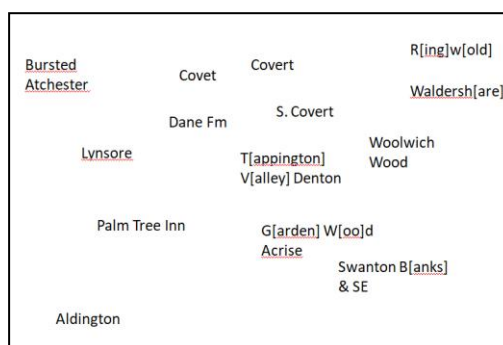 R[ing]w[old]
Bursted
Atchester
Covet
Covert
Waldersh[are]
S. Covert
Dane Fm
Lynsore
T[appington]
V[alley] Denton
Woolwich
Wood
Palm Tree Inn
G[arden] W[oo]d
Acrise
Swanton B[anks]
& SE
Aldington